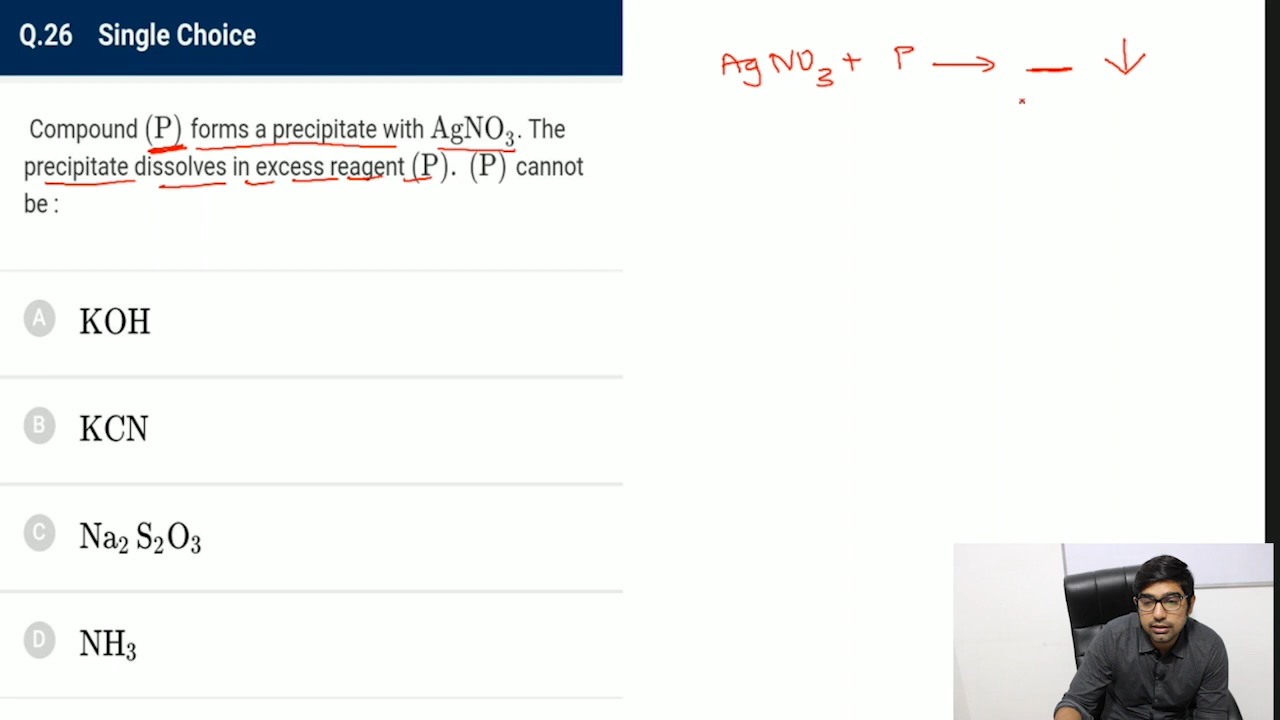 Q.26 Single Choice
AgNO₃ + P → _ ↓
Compound (P) forms a precipitate with AgNO₃. The
precipitate dissolves in excess reagent (P). (P) cannot
be :
A KOH
B KCN
C Na₂ S₂O₃
D NH₃